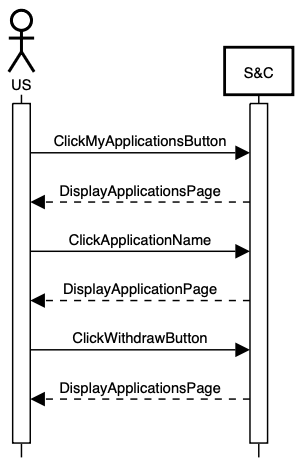 US
S&C
ClickMyApplicationsButton
DisplayApplicationsPage
ClickApplicationName
DisplayApplicationPage
ClickWithdrawButton
DisplayApplicationsPage